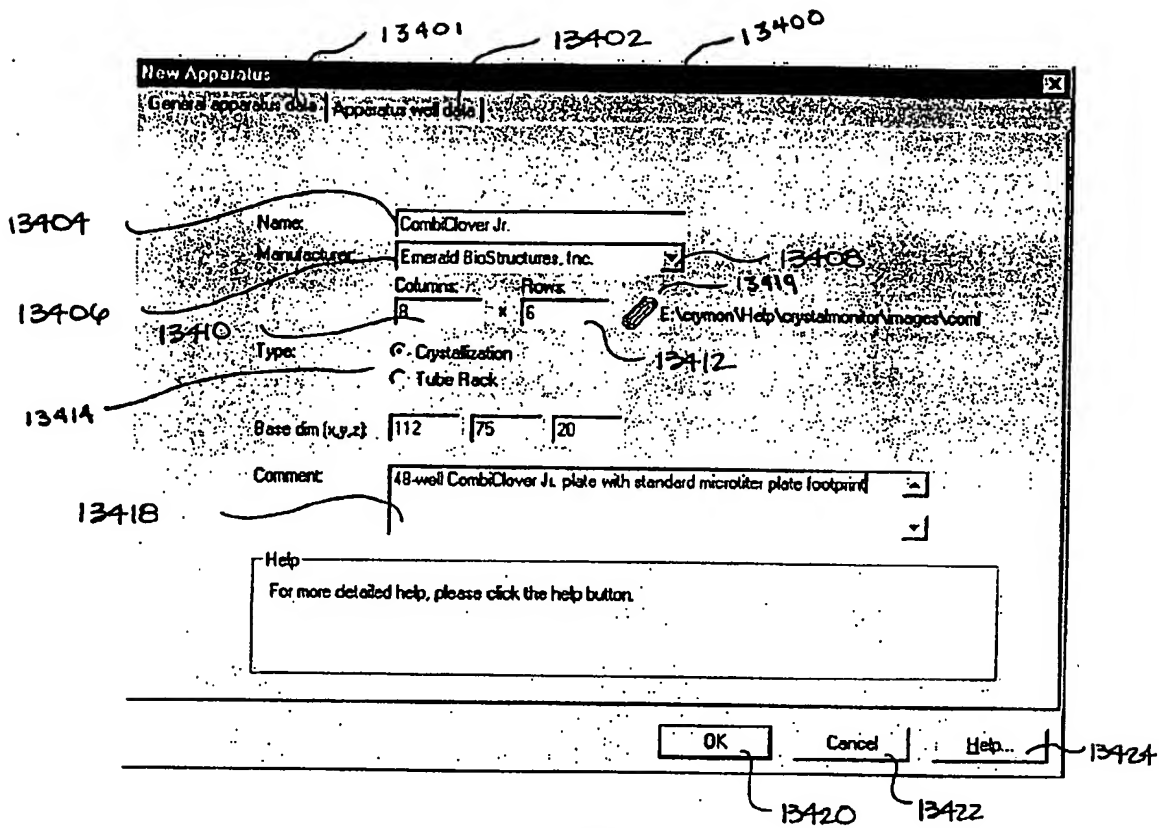 13401 13402 13400
New Apparatus
General apparatus data Apparatus well data
13404 Name: CombiClover Jr.
Manufacturer: Emerald BioStructures, Inc. 13408
13406 Columns: Rows: 13419
13410 8 x 6 E:\crymon\Help\crystalmonitor\images\coml
Type: Crystallization 13412
Tube Rack
13414
Base dim (x,y,z): 112 75 20
Comment: 48-well CombiClover Jr. plate with standard microtiter plate footprint
13418
Help
For more detailed help, please click the help button.
OK Cancel Help... 13424
13420 13422